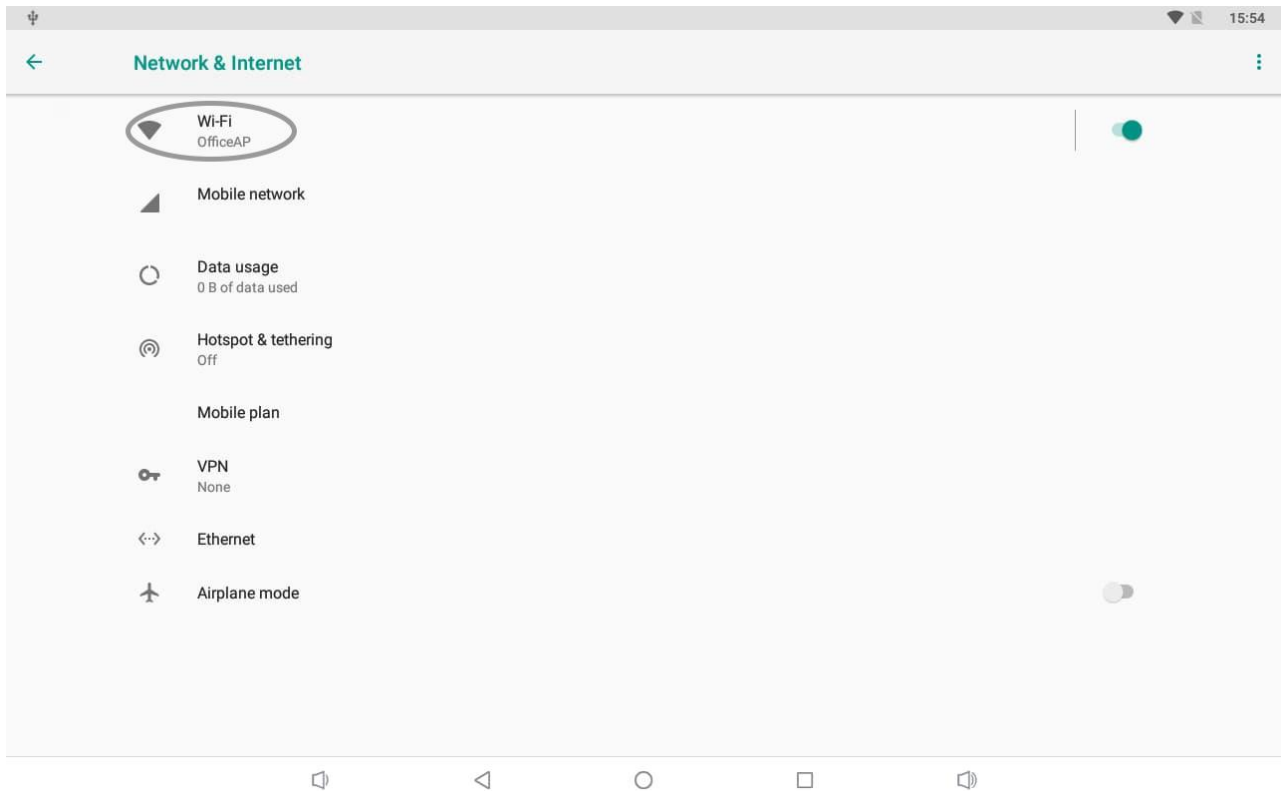 15:54
Network & Internet
Wi-Fi
OfficeAP
Mobile network
Data usage
0 B of data used
Hotspot & tethering
Off
Mobile plan
VPN
None
Ethernet
Airplane mode